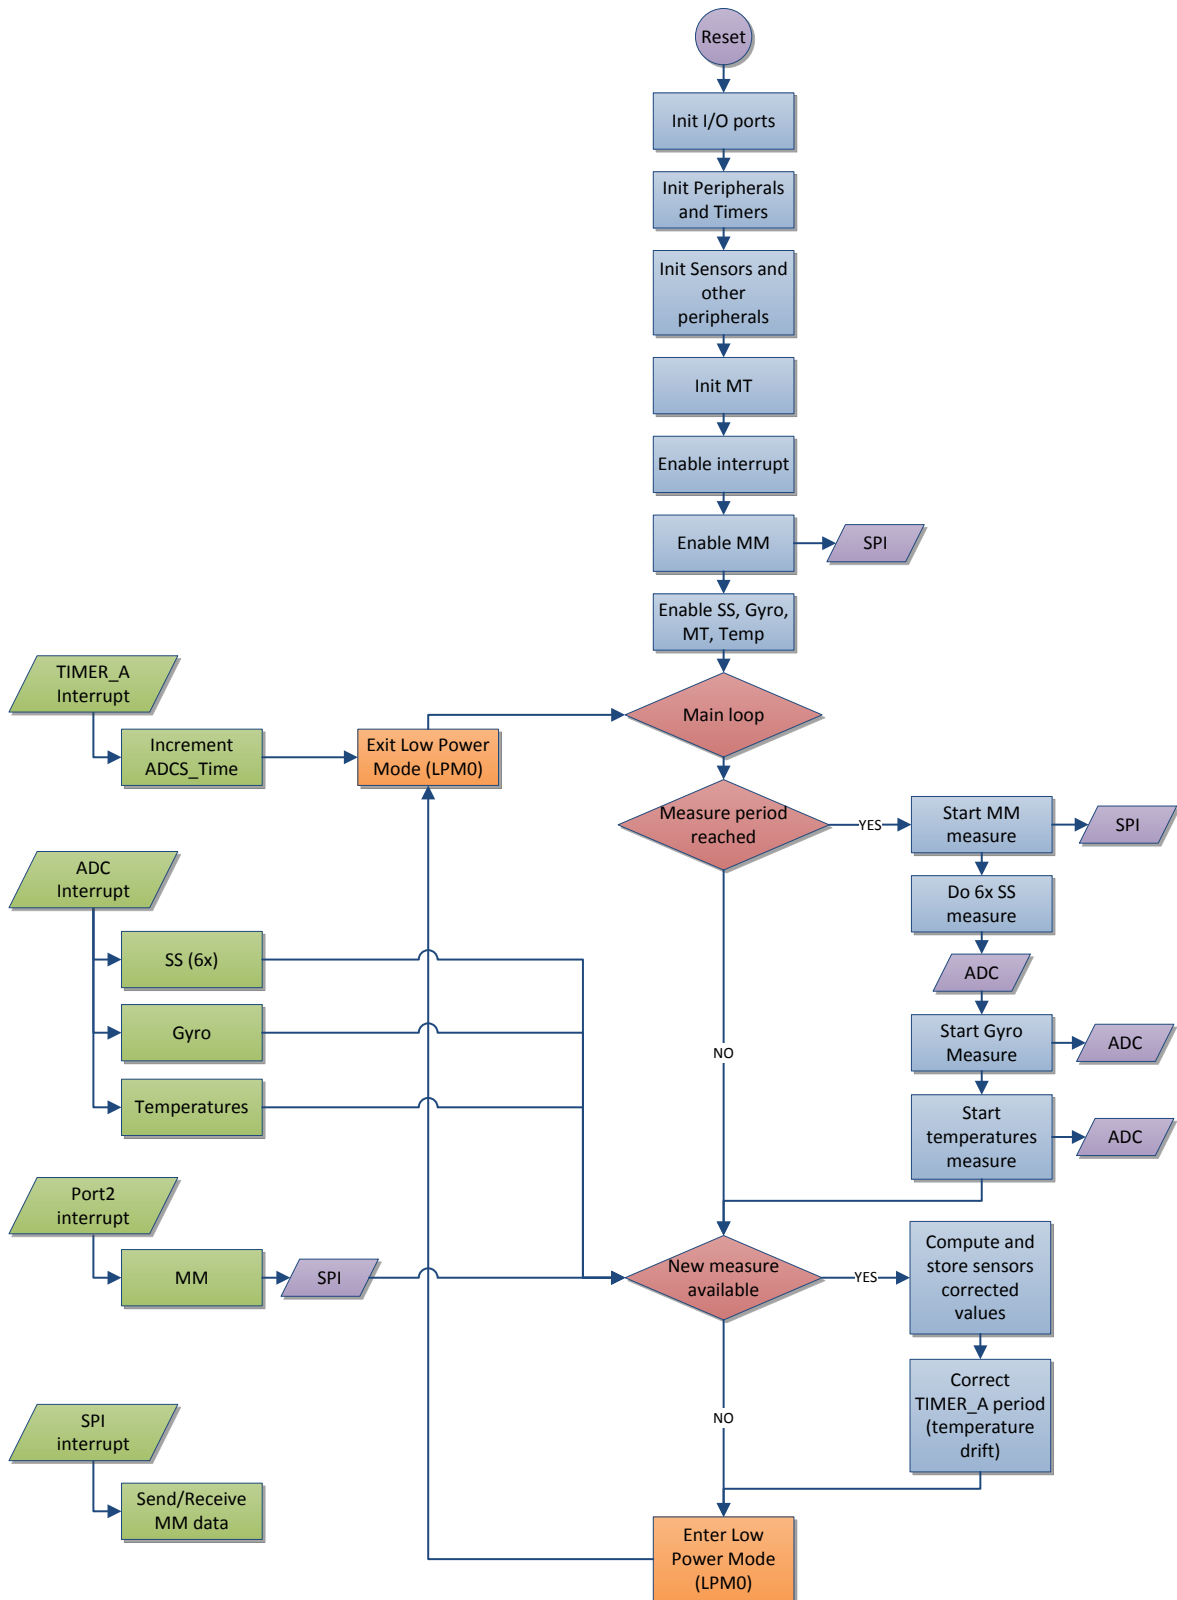 Reset
Init I/O ports
Init Peripherals
and Timers
Init Sensors and
other
peripherals
Init MT
Enable interrupt
Enable MM
SPI
Enable SS, Gyro,
MT, Temp
TIMER_A
Interrupt
Increment
ADCS_Time
Exit Low Power
Mode (LPM0)
Main loop
Measure period
reached
YES
Start MM
measure
SPI
Do 6x SS
measure
ADC
Start Gyro
Measure
ADC
Start
temperatures
measure
ADC
NO
ADC
Interrupt
SS (6x)
Gyro
Temperatures
Port2
interrupt
MM
SPI
New measure
available
YES
Compute and
store sensors
corrected
values
Correct
TIMER_A period
(temperature
drift)
NO
SPI
interrupt
Send/Receive
MM data
Enter Low
Power Mode
(LPM0)